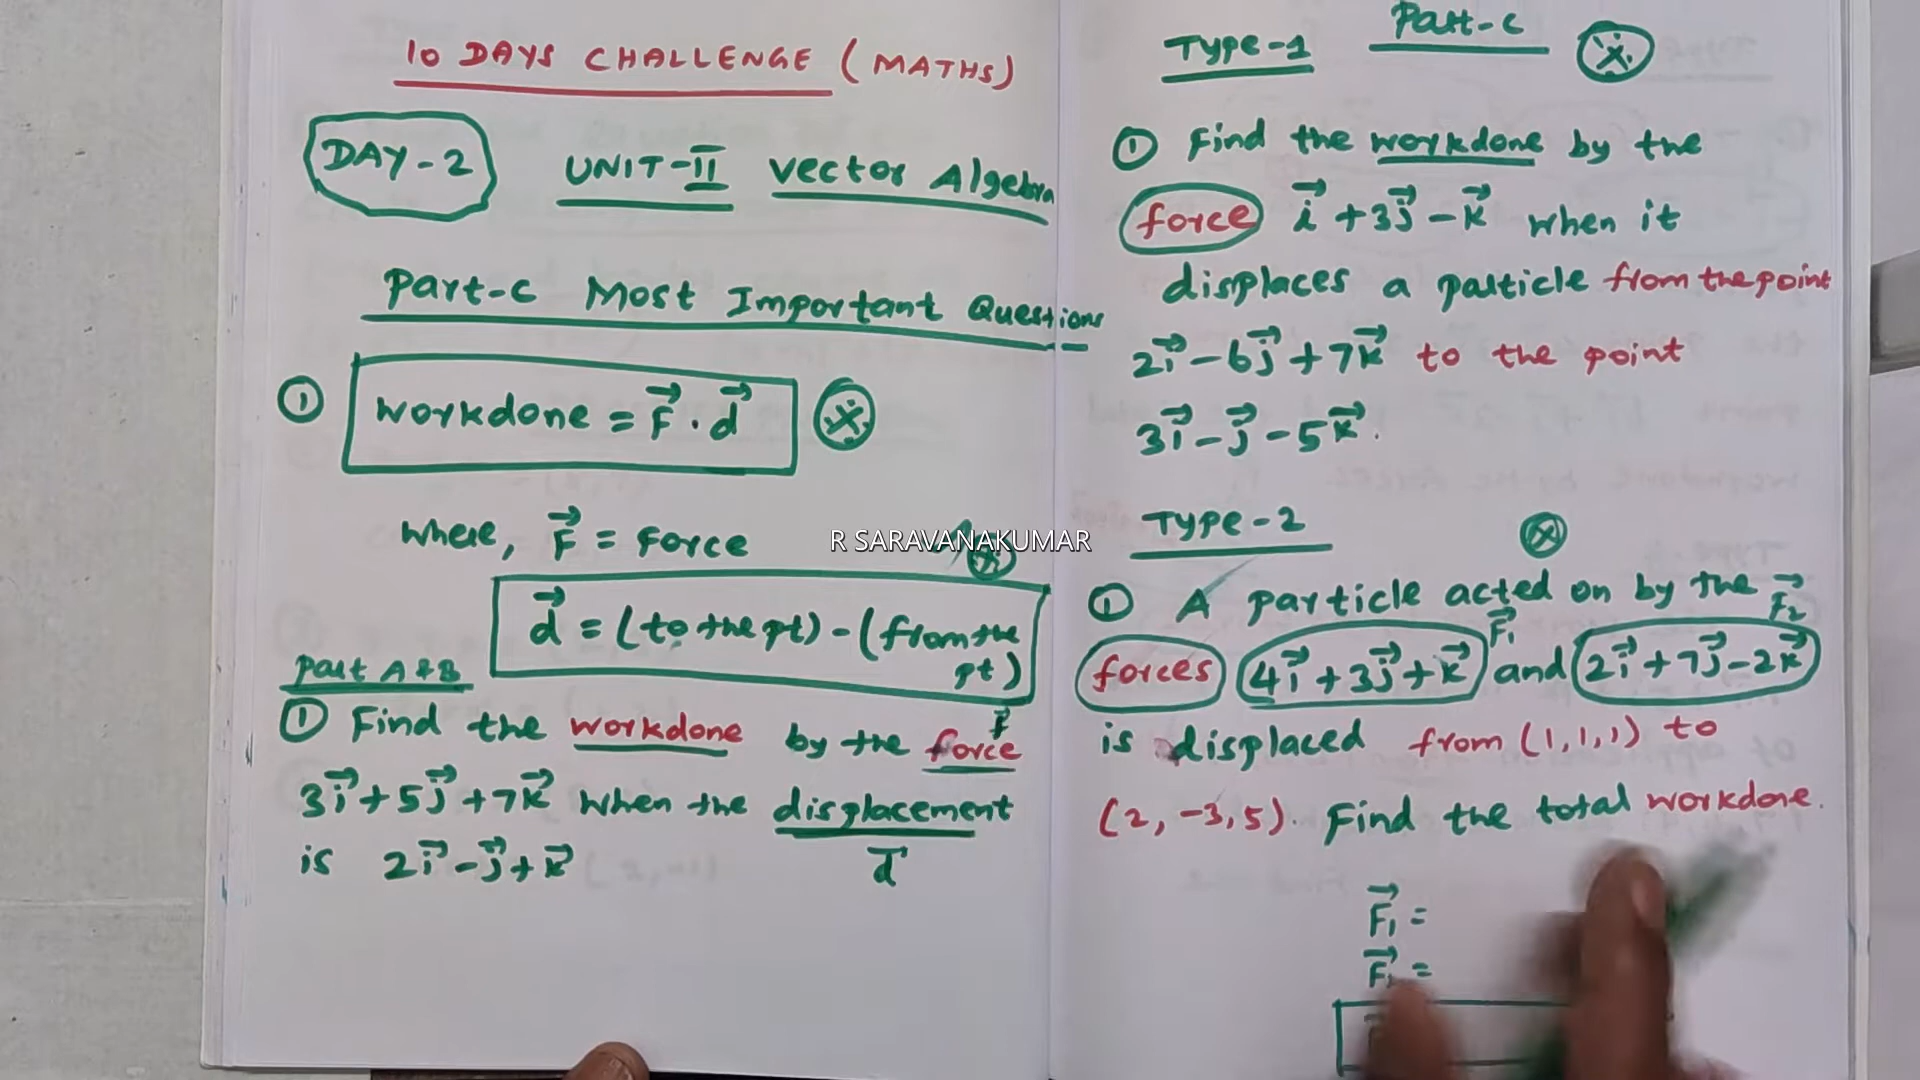 10 DAYS CHALLENGE (MATHS)
DAY-2 UNIT-II Vector Algebra
Part-C Most Important Questions
① Workdone = F⃗ . d⃗
where, F⃗ = Force
d⃗ = (to the pt) - (from the
pt)
Part A & B
① Find the workdone by the force
F⃗
3i⃗ + 5j⃗ + 7k⃗ when the displacement
is 2i⃗ - j⃗ + k⃗
d⃗
Part-C
Type-1
① Find the workdone by the
force i⃗ + 3j⃗ - k⃗ when it
displaces a particle from the point
2i⃗ - 6j⃗ + 7k⃗ to the point
3i⃗ - j⃗ - 5k⃗.
Type-2
① A particle acted on by the
F⃗₁ F⃗₂
forces 4i⃗ + 3j⃗ + k⃗ and 2i⃗ + 7j⃗ - 2k⃗
is displaced from (1,1,1) to
(2, -3, 5). Find the total workdone.
F⃗₁ =
=
R SARAVANAKUMAR